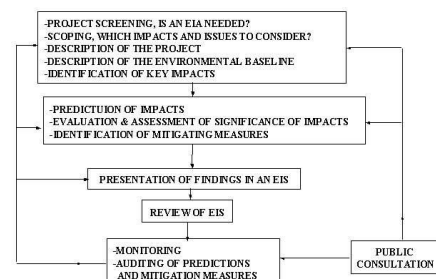 -PROJECT SCREENING, IS AN EIA NEEDED?
-SCOPING, WHICH IMPACTS AND ISSUES TO CONSIDER?
-DESCRIPTION OF THE PROJECT
-DESCRIPTION OF THE ENVIRONMENTAL BASELINE
-IDENTIFICATION OF KEY IMPACTS
-PREDICTUION OF IMPACTS
-EVALUATION & ASSESSMENT OF SIGNIFICANCE OF IMPACTS
-IDENTIFICATION OF MITIGATING MEASURES
PRESENTATION OF FINDINGS IN AN EIS
REVIEW OF EIS
-MONITORING
-AUDITING OF PREDICTIONS
AND MITIGATION MEASURES
PUBLIC
CONSULTATION